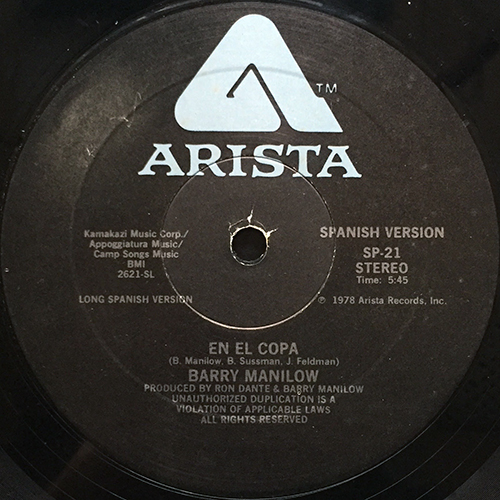 TM
ARISTA
Kamakazi Music Corp./
Appoggiatura Music/
Camp Songs Music
BMI
2621-SL
LONG SPANISH VERSION
SPANISH VERSION
SP-21
STEREO
Time: 5:45
℗ 1978 Arista Records, Inc.
EN EL COPA
(B. Manilow, B. Sussman, J. Feldman)
BARRY MANILOW
PRODUCED BY RON DANTE & BARRY MANILOW
UNAUTHORIZED DUPLICATION IS A
VIOLATION OF APPLICABLE LAWS
ALL RIGHTS RESERVED